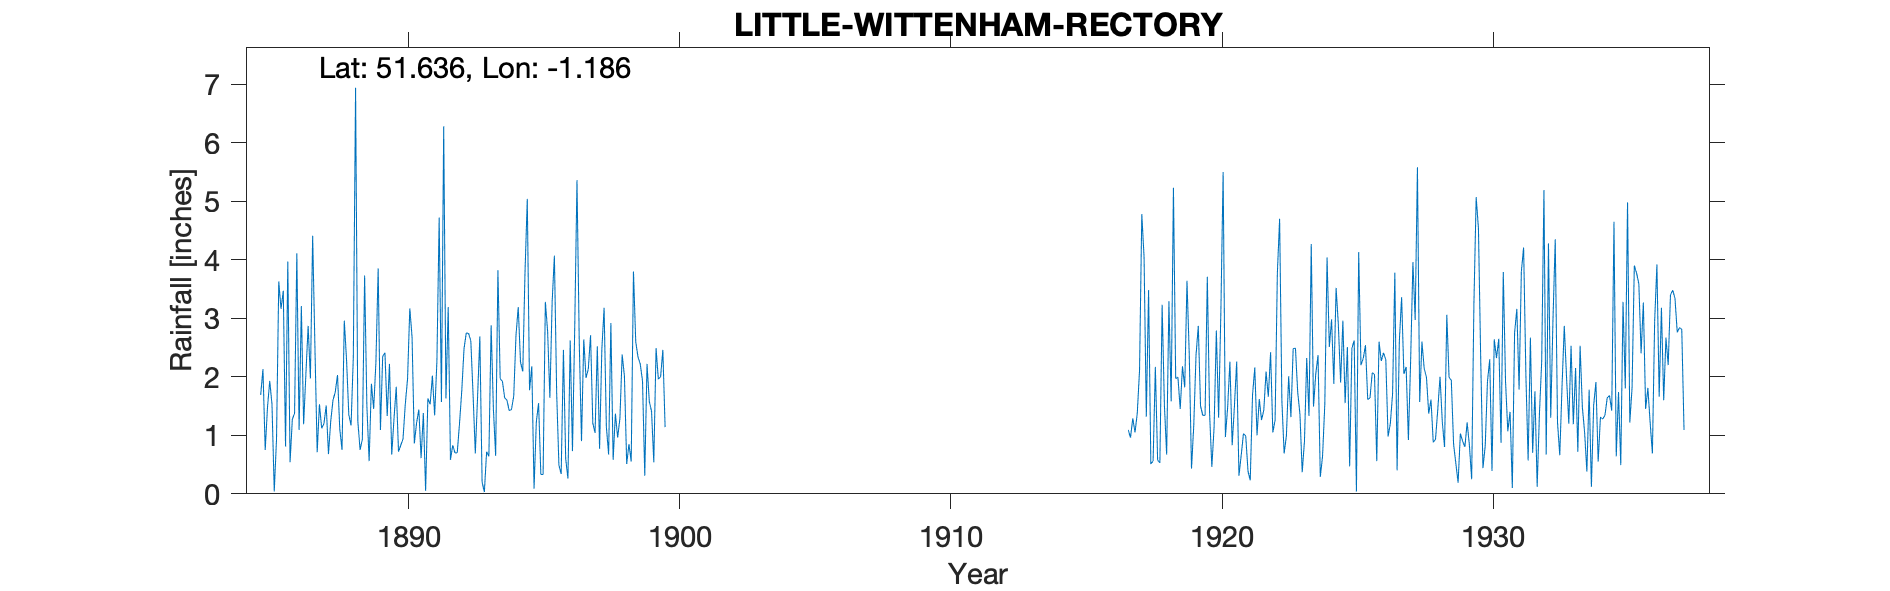 LITTLE-WITTENHAM-RECTORY
Lat: 51.636, Lon: -1.186
7
6
5
4
3
2
1
0
Rainfall [inches]
1890 1900 1910 1920 1930
Year